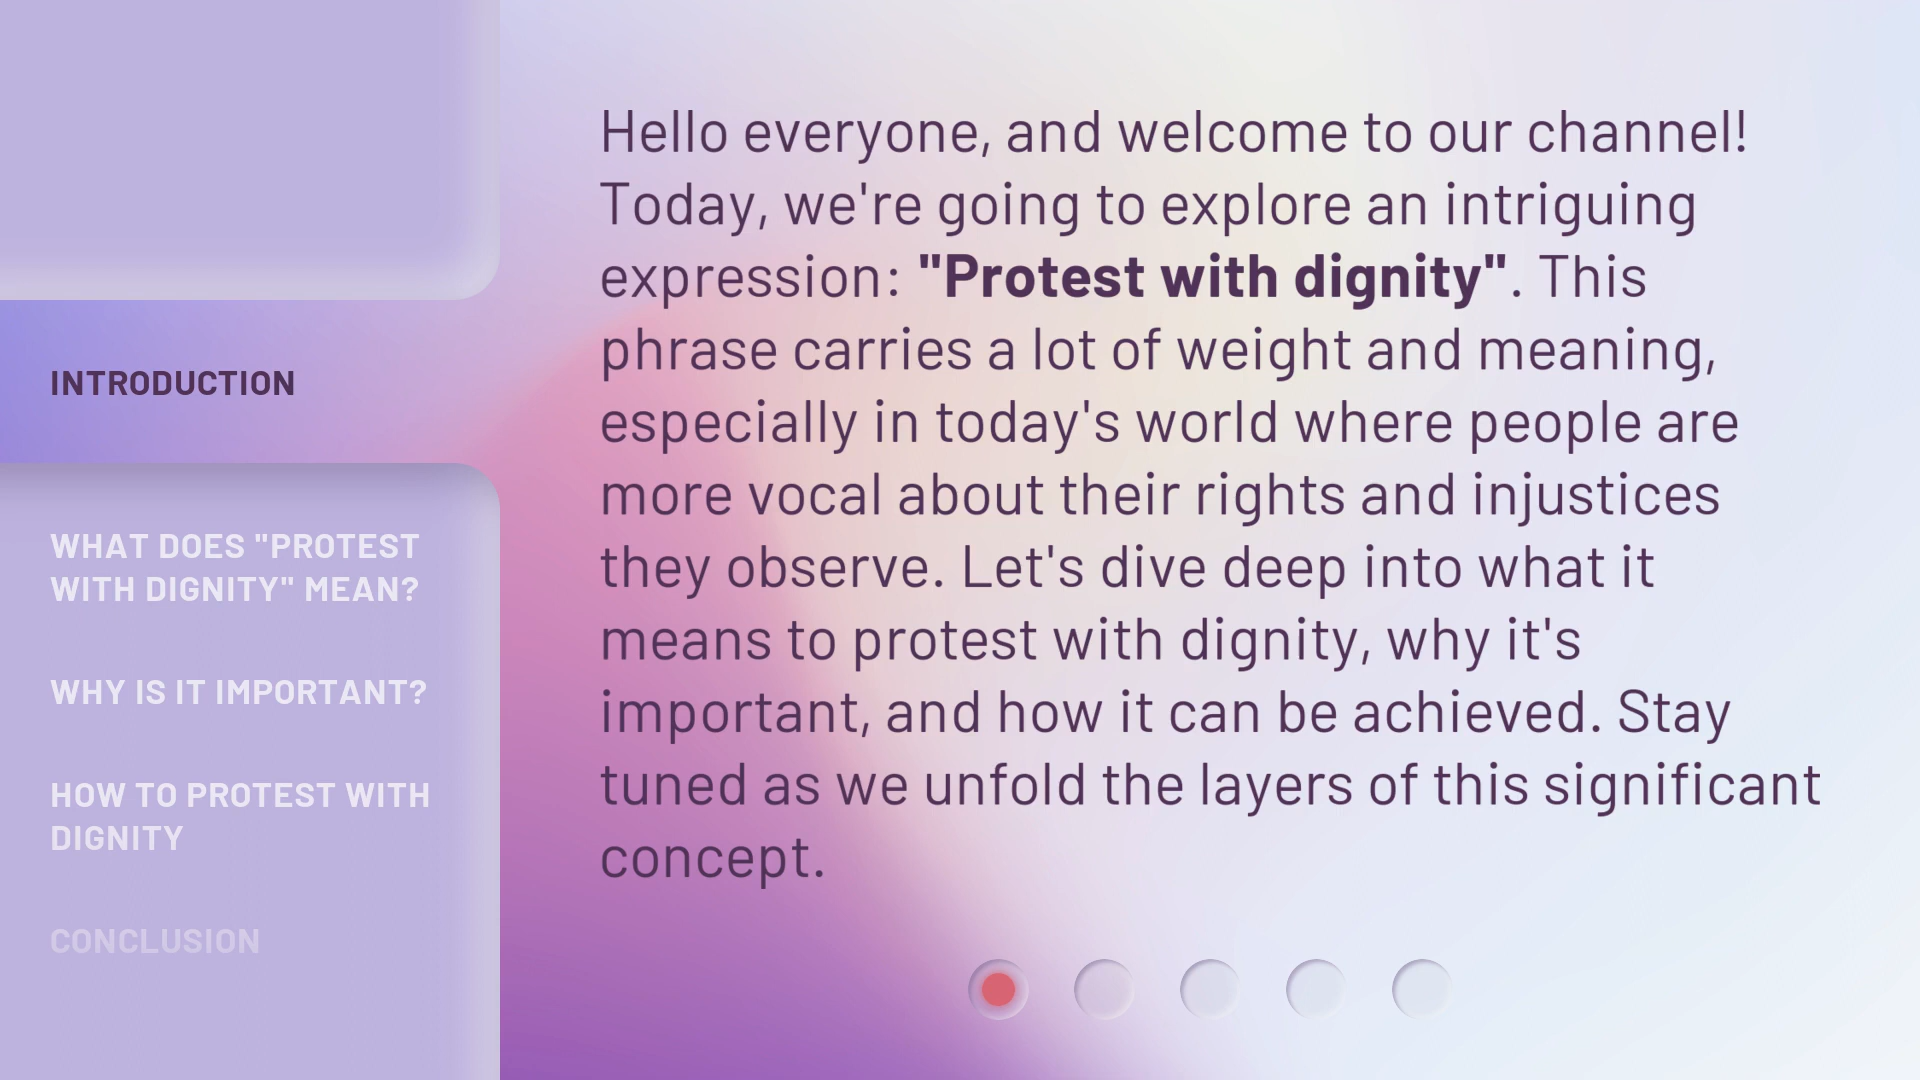 INTRODUCTION
WHAT DOES "PROTEST
WITH DIGNITY" MEAN?
WHY IS IT IMPORTANT?
HOW TO PROTEST WITH
DIGNITY
CONCLUSION
Hello everyone, and welcome to our channel!
Today, we're going to explore an intriguing
expression: "Protest with dignity". This
phrase carries a lot of weight and meaning,
especially in today's world where people are
more vocal about their rights and injustices
they observe. Let's dive deep into what it
means to protest with dignity, why it's
important, and how it can be achieved. Stay
tuned as we unfold the layers of this significant
concept.